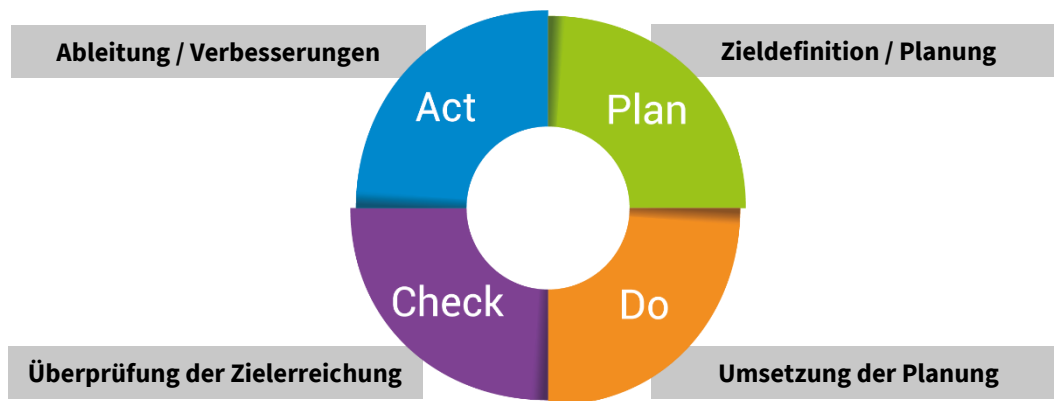 Ableitung / Verbesserungen
Zieldefinition / Planung
Act
Plan
Check
Do
Überprüfung der Zielerreichung
Umsetzung der Planung